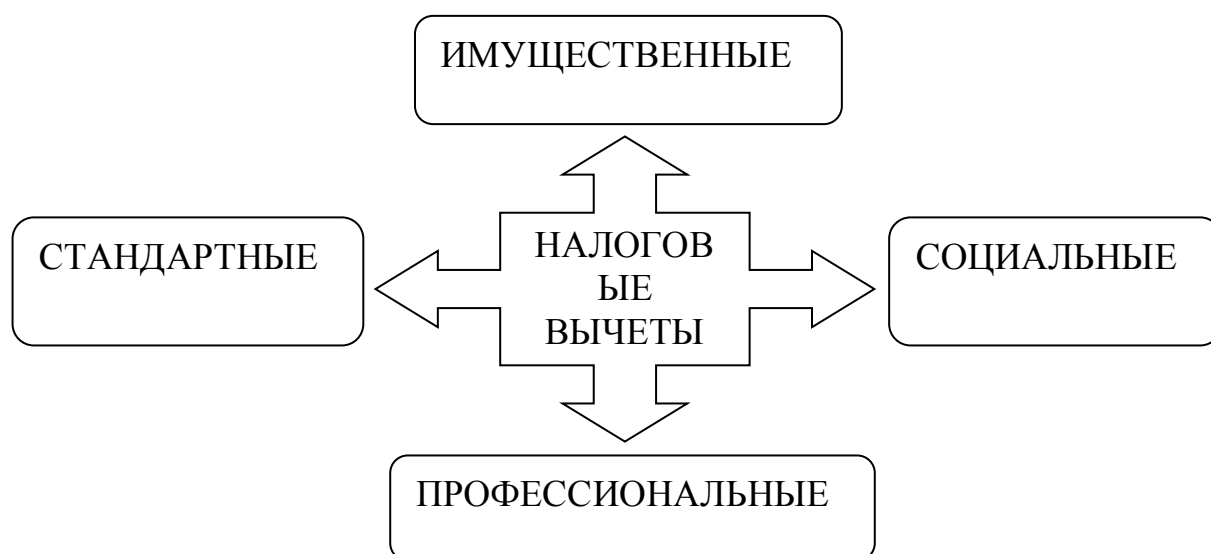 ИМУЩЕСТВЕННЫЕ
СТАНДАРТНЫЕ
НАЛОГОВ
ЫЕ
ВЫЧЕТЫ
СОЦИАЛЬНЫЕ
ПРОФЕССИОНАЛЬНЫЕ